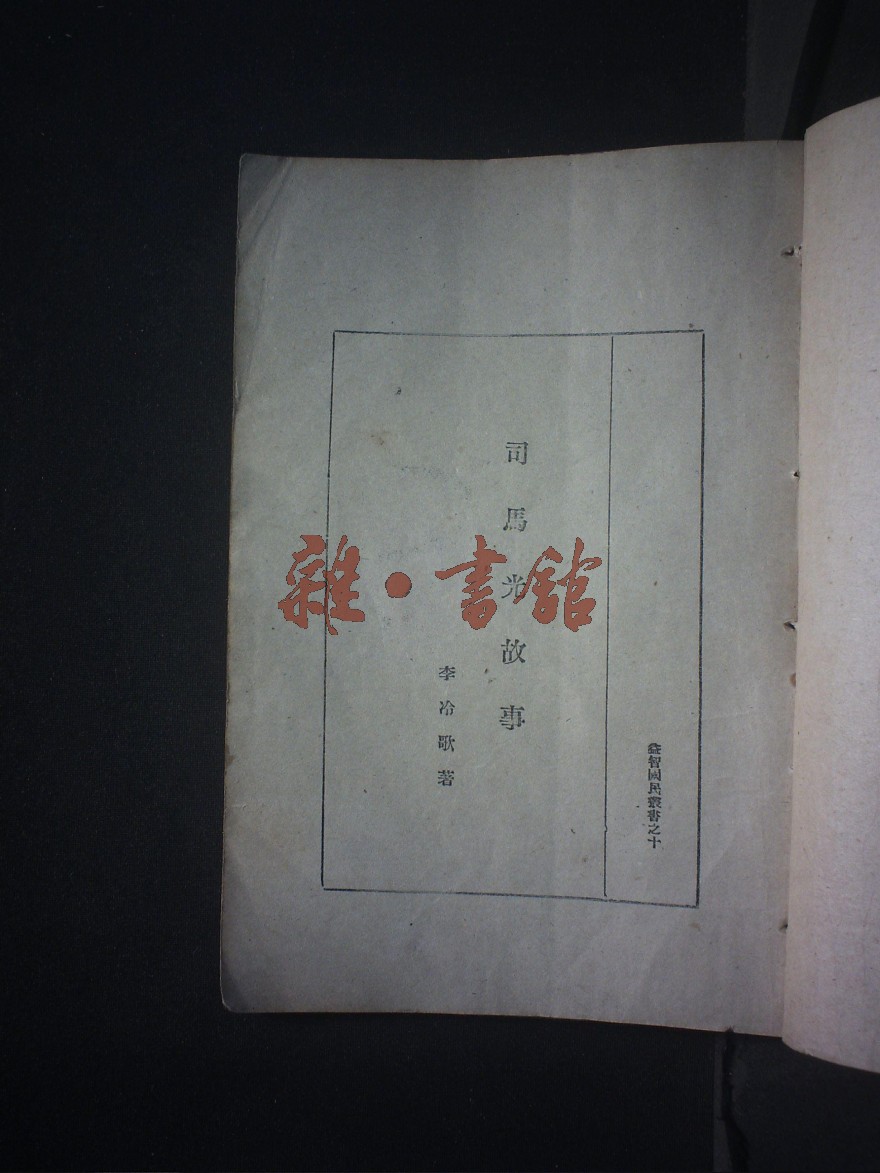 益智國民叢書之十
司馬光故事
李冷歌著
雜·書館